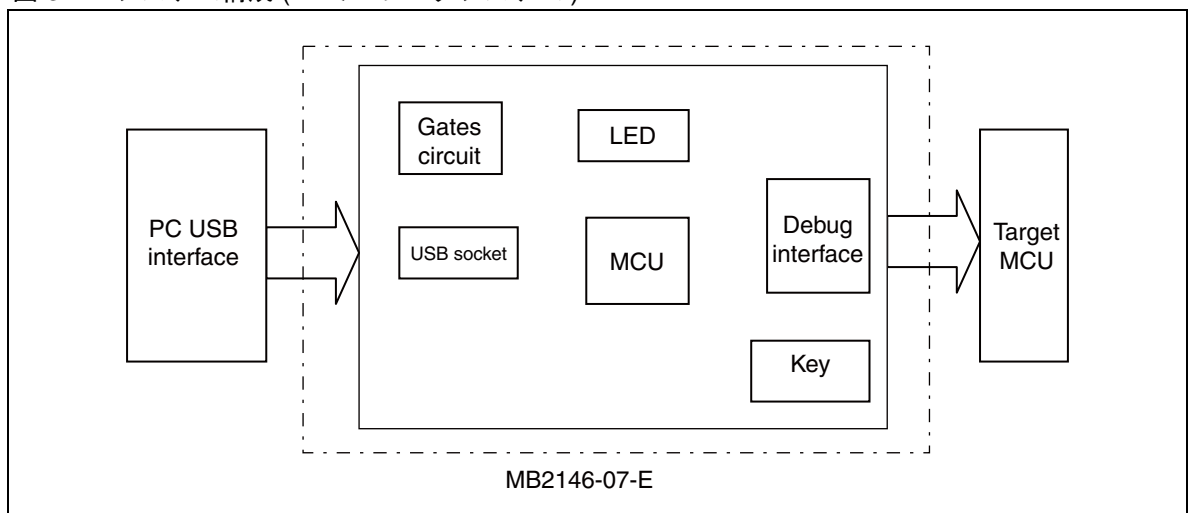 PC USB
interface
Gates
circuit
LED
USB socket
MCU
Debug
interface
Key
Target
MCU
MB2146-07-E